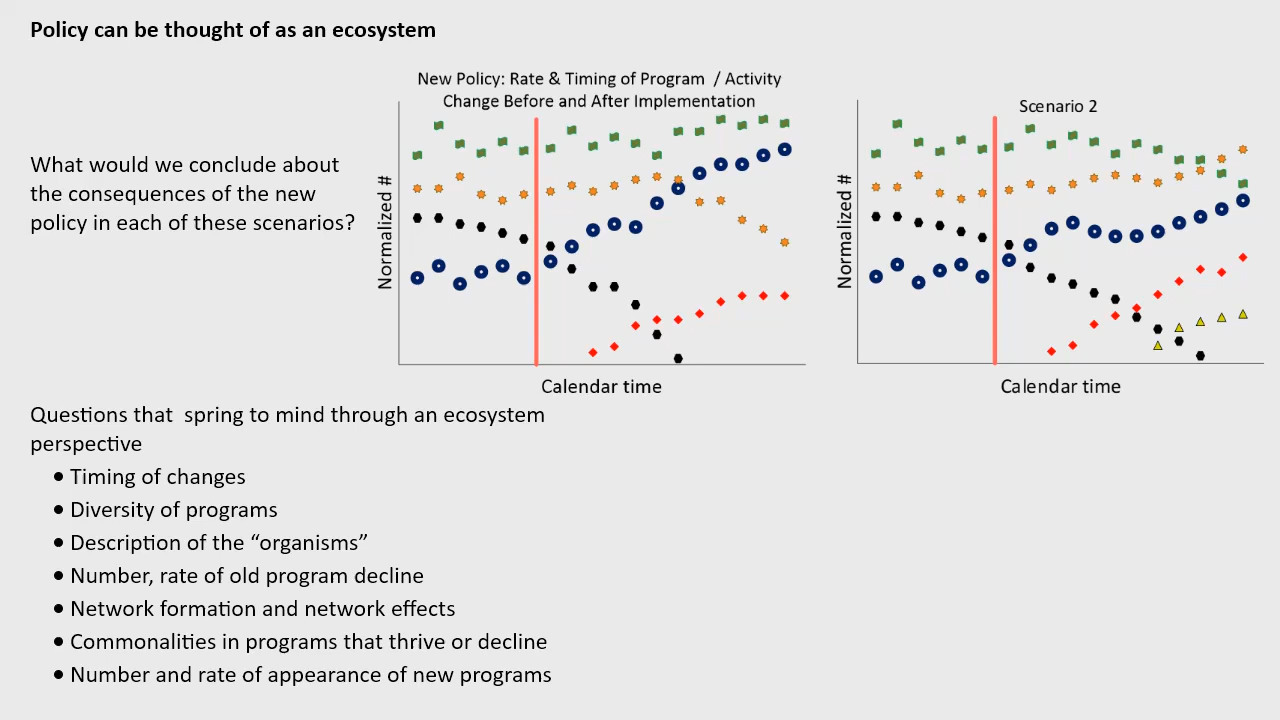 Policy can be thought of as an ecosystem
New Policy: Rate & Timing of Program / Activity
Change Before and After Implementation
Scenario 2
What would we conclude about
the consequences of the new
policy in each of these scenarios?
Normalized #
Normalized #
Calendar time
Calendar time
Questions that spring to mind through an ecosystem
perspective
• Timing of changes
• Diversity of programs
• Description of the “organisms”
• Number, rate of old program decline
• Network formation and network effects
• Commonalities in programs that thrive or decline
• Number and rate of appearance of new programs